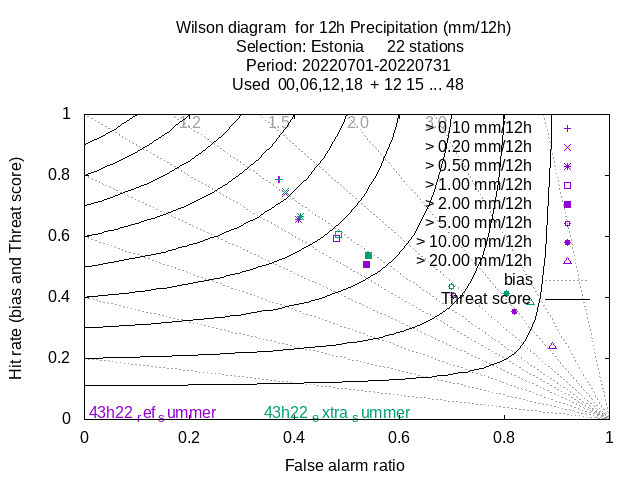 Wilson diagram  for 12h Precipitation (mm/12h)
Selection: Estonia     22 stations
Period: 20220701-20220731
Used  00,06,12,18  + 12 15 ... 48
1.2 1.5 2.0 3.0
> 0.10 mm/12h
> 0.20 mm/12h
> 0.50 mm/12h
> 1.00 mm/12h
> 2.00 mm/12h
> 5.00 mm/12h
> 10.00 mm/12h
> 20.00 mm/12h
bias
Threat score
Hit rate (bias and Threat score)
1
0.8
0.6
0.4
0.2
0
43h22_ref_summer 43h22_extra_summer
0 0.2 0.4 0.6 0.8 1
False alarm ratio